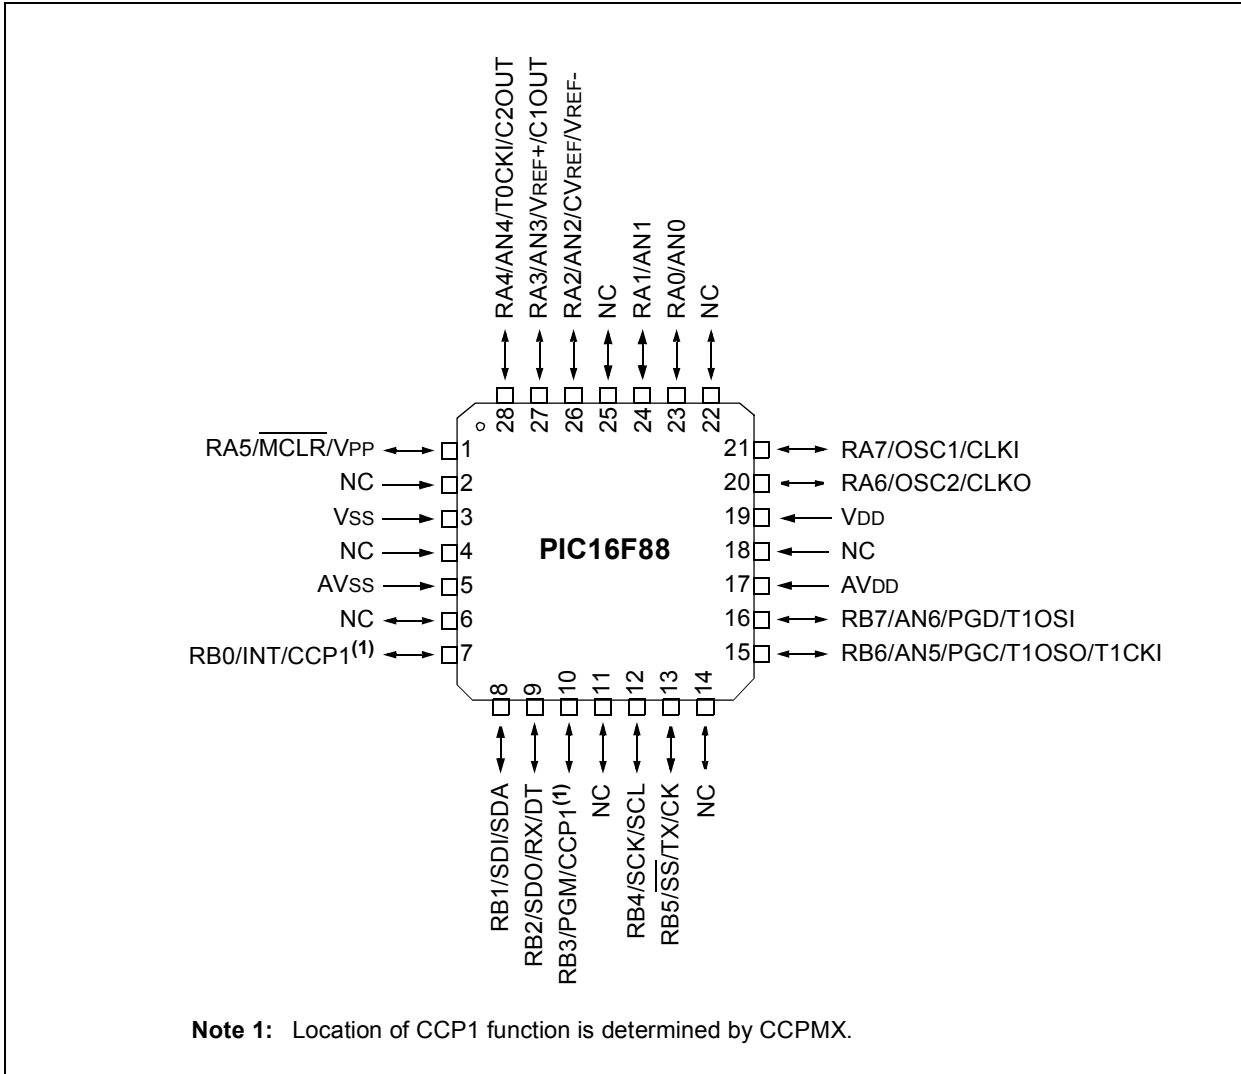 RA4/AN4/T0CKI/C2OUT
RA3/AN3/VREF+/C1OUT
RA2/AN2/CVREF/VREF-
NC
RA1/AN1
RA0/AN0
NC
28
27
26
25
24
23
22
RA5/MCLR/VPP
1
NC
2
VSS
3
NC
4
AVSS
5
NC
6
RB0/INT/CCP1(1)
7
PIC16F88
21
RA7/OSC1/CLKI
20
RA6/OSC2/CLKO
19
VDD
18
NC
17
AVDD
16
RB7/AN6/PGD/T1OSI
15
RB6/AN5/PGC/T1OSO/T1CKI
8
9
10
11
12
13
14
RB1/SDI/SDA
RB2/SDO/RX/DT
RB3/PGM/CCP1(1)
NC
RB4/SCK/SCL
RB5/SS/TX/CK
NC
Note 1: Location of CCP1 function is determined by CCPMX.